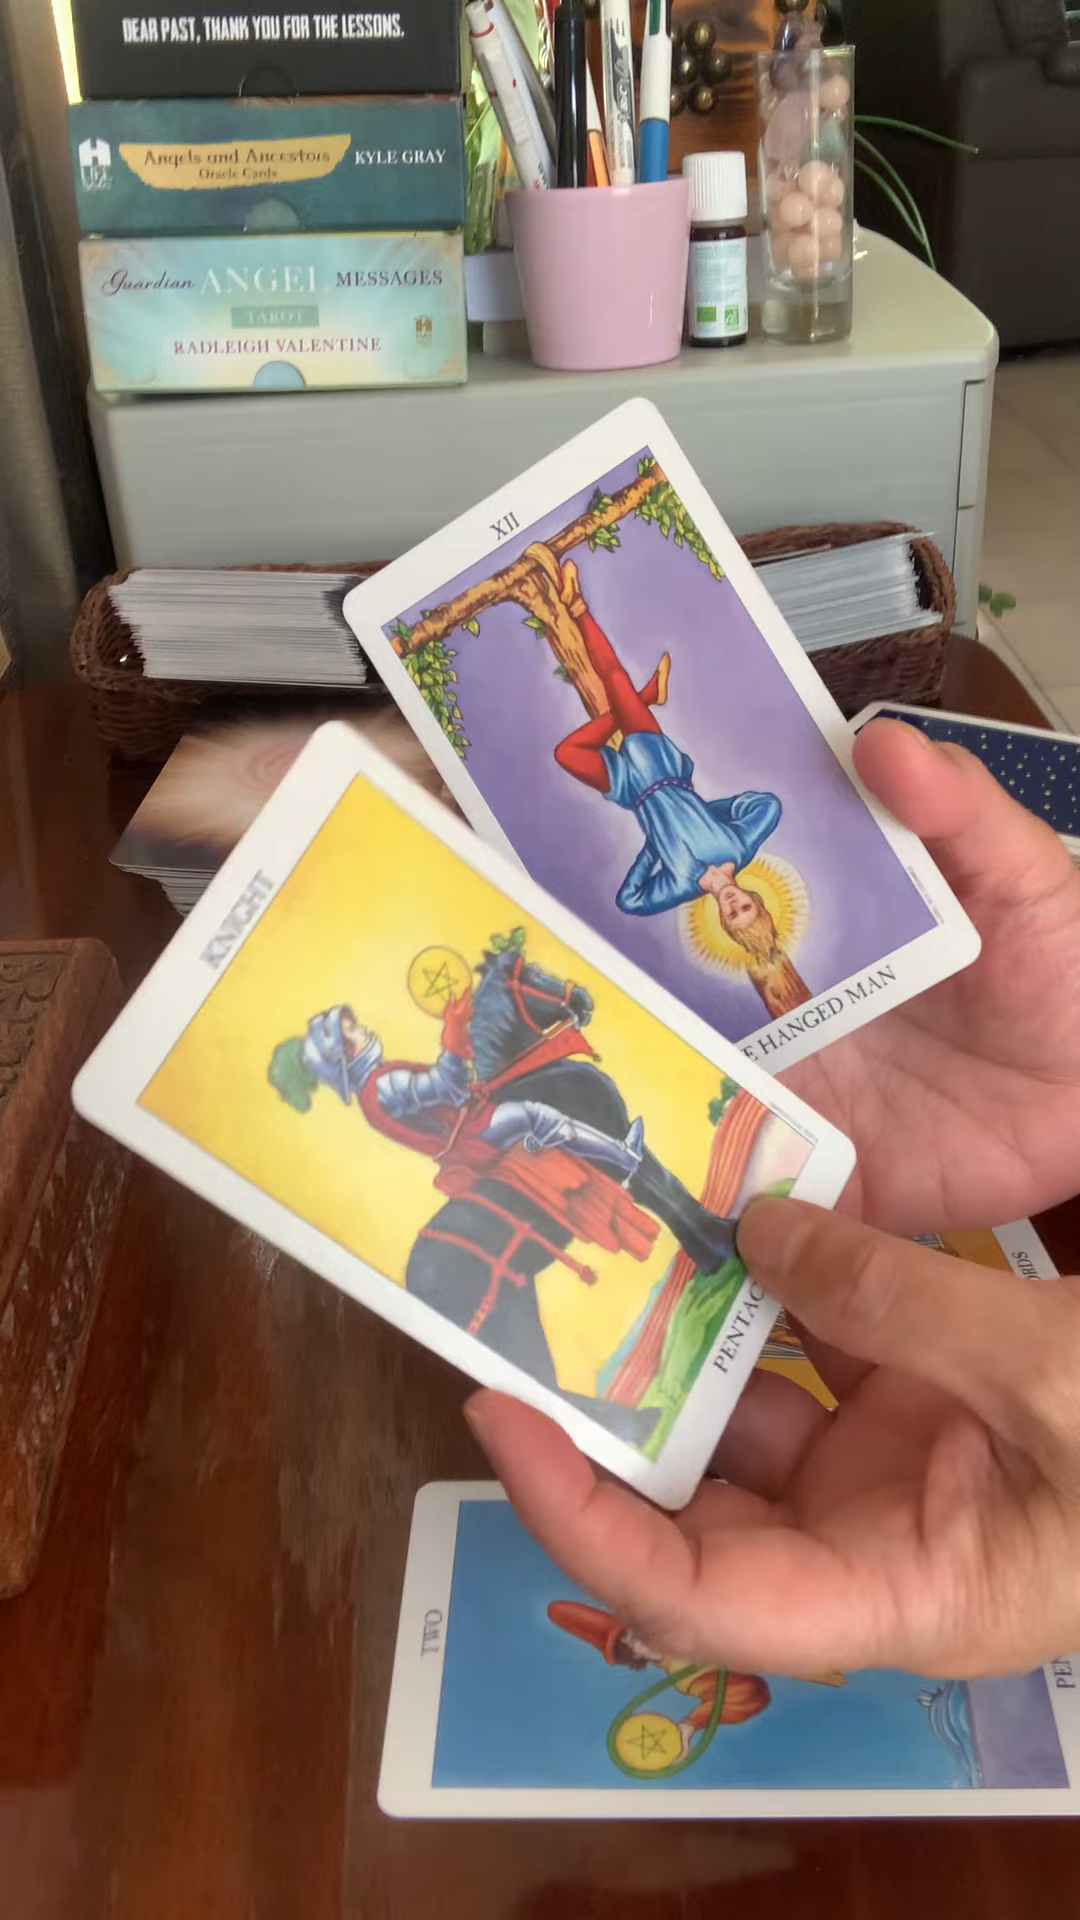 DEAR PAST, THANK YOU FOR THE LESSONS.
Angels and Ancestors
Oracle Cards
KYLE GRAY
Guardian ANGEL MESSAGES
TAROT
RADLEIGH VALENTINE
BIC
XII
HANGED MAN
KNIGHT
PENTAC
TWO